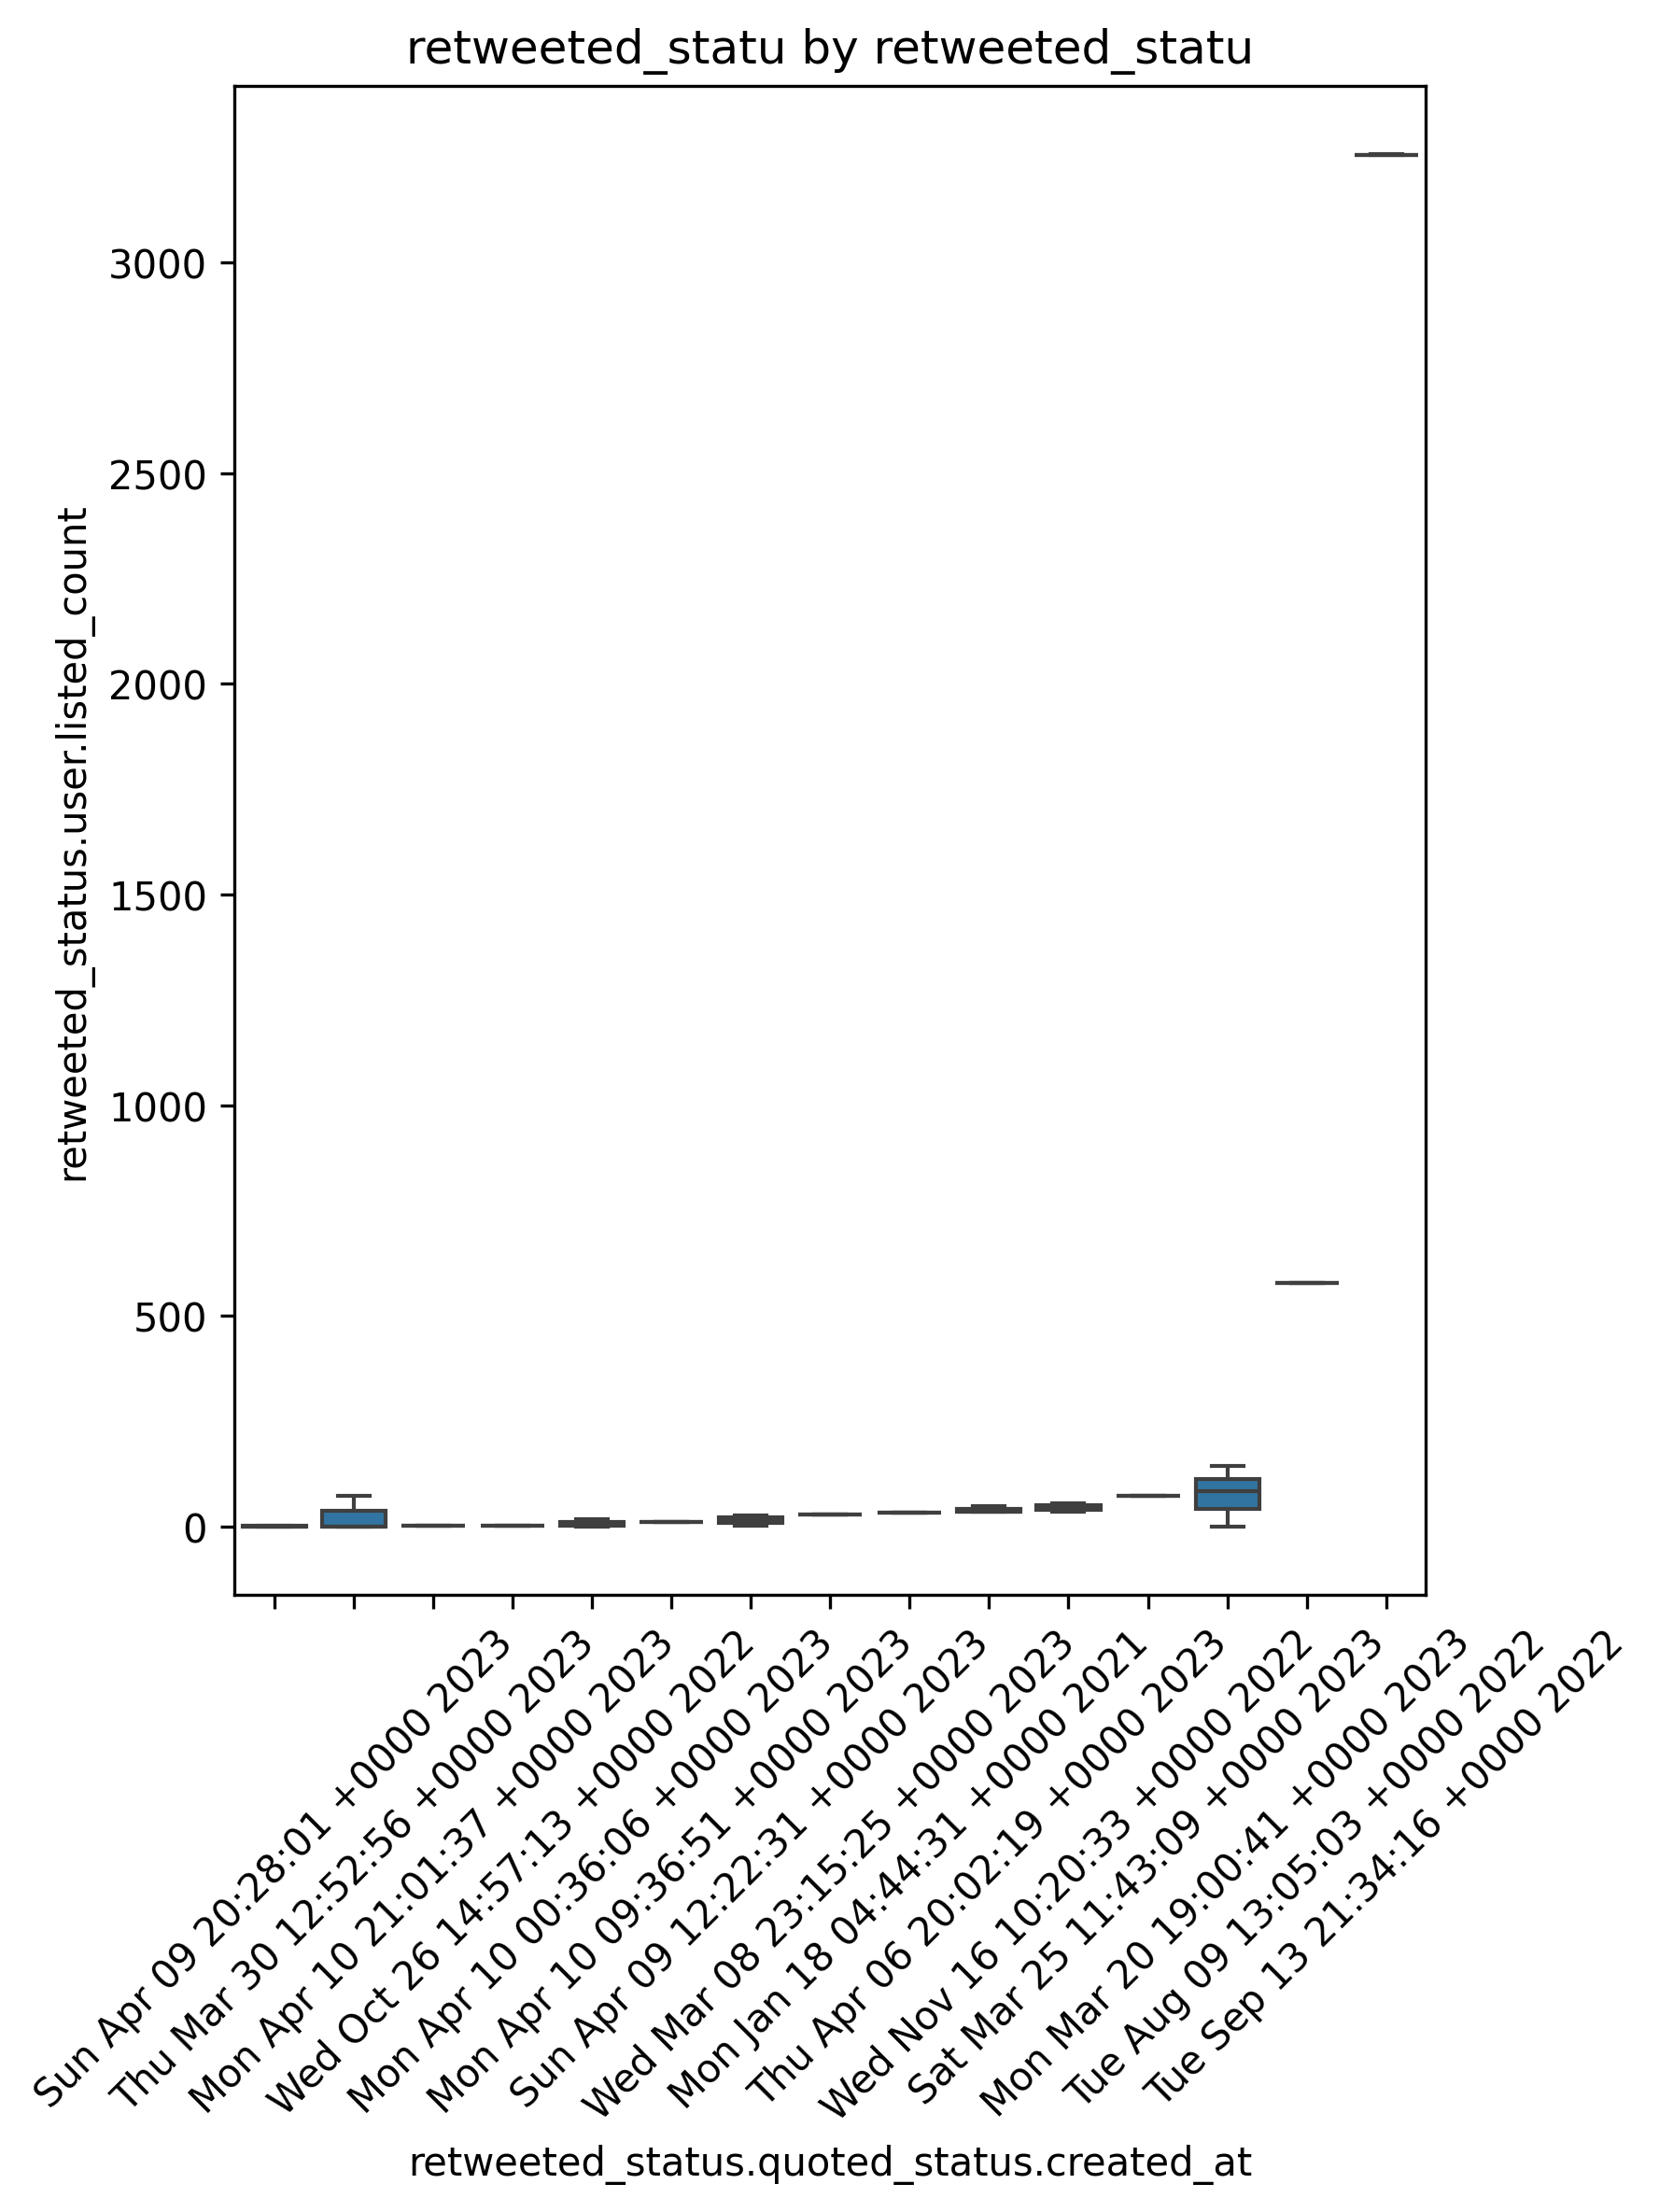 retweeted_statu by retweeted_statu
retweeted_status.user.listed_count
3000
2500
2000
1500
1000
500
0
Sun Apr 09 20:28:01 +0000 2023
Thu Mar 30 12:52:56 +0000 2023
Mon Apr 10 21:01:37 +0000 2023
Wed Oct 26 14:57:13 +0000 2022
Mon Apr 10 00:36:06 +0000 2023
Mon Apr 10 09:36:51 +0000 2023
Sun Apr 09 12:22:31 +0000 2023
Wed Mar 08 23:15:25 +0000 2023
Mon Jan 18 04:44:31 +0000 2021
Thu Apr 06 20:02:19 +0000 2023
Wed Nov 16 10:20:33 +0000 2022
Sat Mar 25 11:43:09 +0000 2023
Mon Mar 20 19:00:41 +0000 2023
Tue Aug 09 13:05:03 +0000 2022
Tue Sep 13 21:34:16 +0000 2022
retweeted_status.quoted_status.created_at